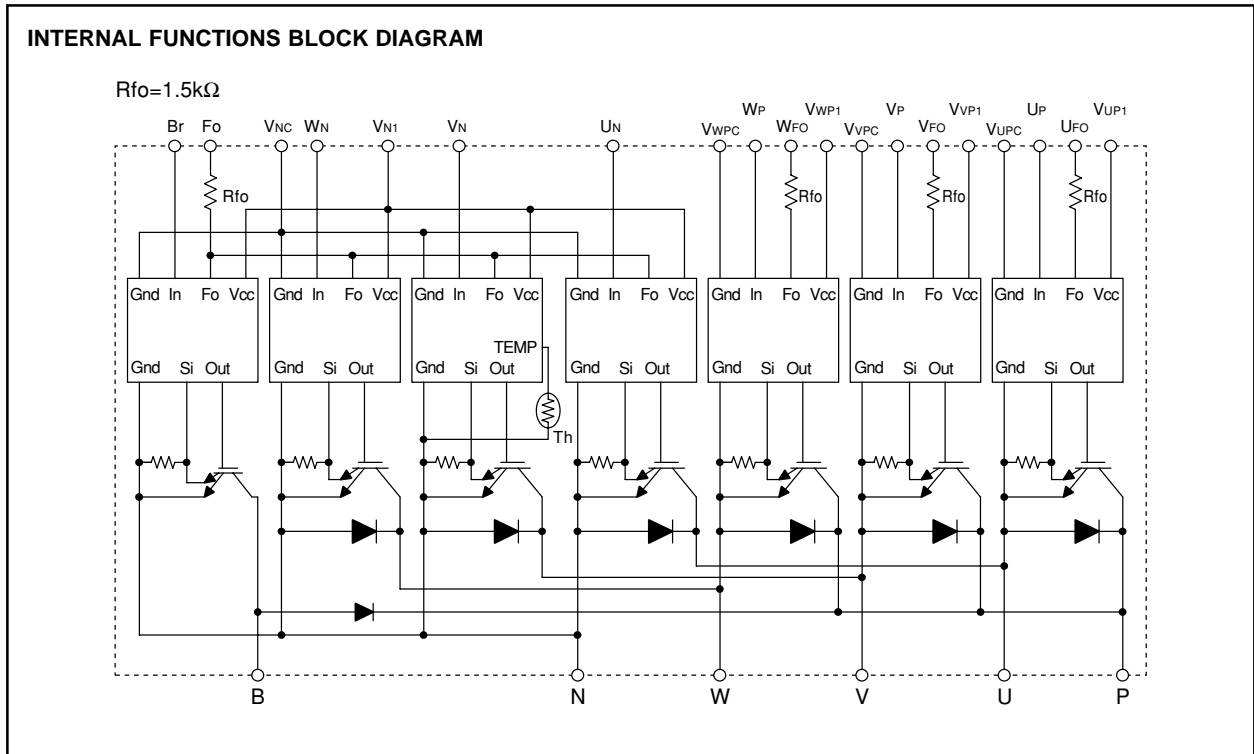 INTERNAL FUNCTIONS BLOCK DIAGRAM
Rfo=1.5kΩ
Br Fo VNC WN VN1 VN UN VWPC WP WFO VWP1 VVPC VP VFO VVP1 VUPC UP UFO VUP1
Rfo Rfo Rfo Rfo
Gnd In Fo Vcc Gnd In Fo Vcc Gnd In Fo Vcc Gnd In Fo Vcc Gnd In Fo Vcc Gnd In Fo Vcc Gnd In Fo Vcc
TEMP
Gnd Si Out Gnd Si Out Gnd Si Out Gnd Si Out Gnd Si Out Gnd Si Out Gnd Si Out
Th
B N W V U P